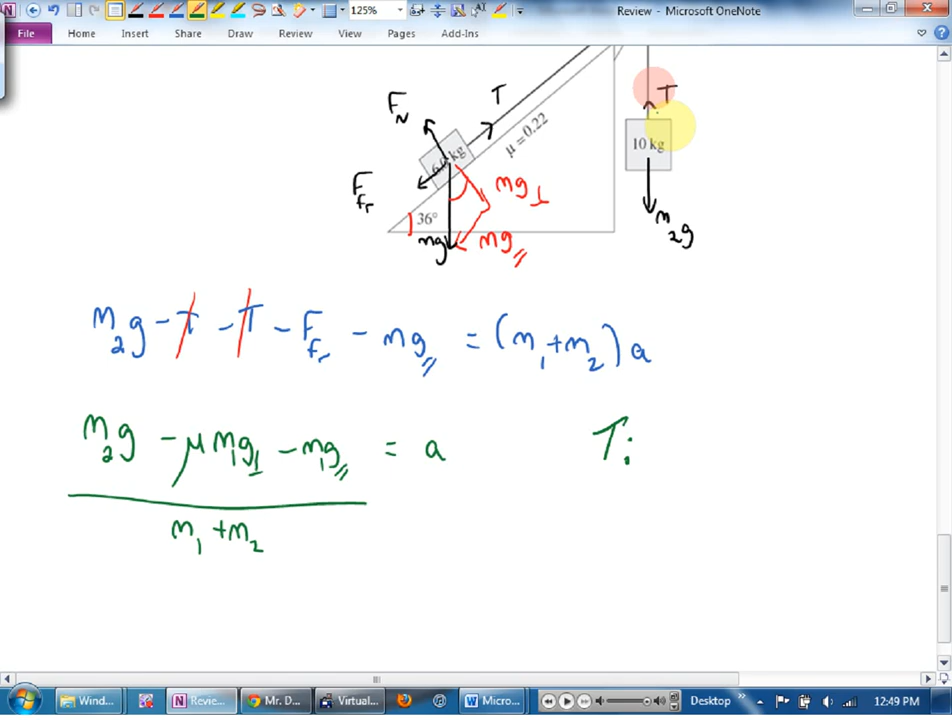 Review - Microsoft OneNote
125%
File Home Insert Share Draw Review View Pages Add-Ins
T
T
F_N
μ = 0.22
10 kg
F_fr
mg⊥
36°
mg
mg//
m₂g
m₂g - T - T - F_fr - mg// = (m₁+m₂) a
m₂g - μm₁g⊥ - m₁g// = a
T:
m₁ + m₂
Wind... Revie... Mr. D... Virtual... Micro... Desktop 12:49 PM